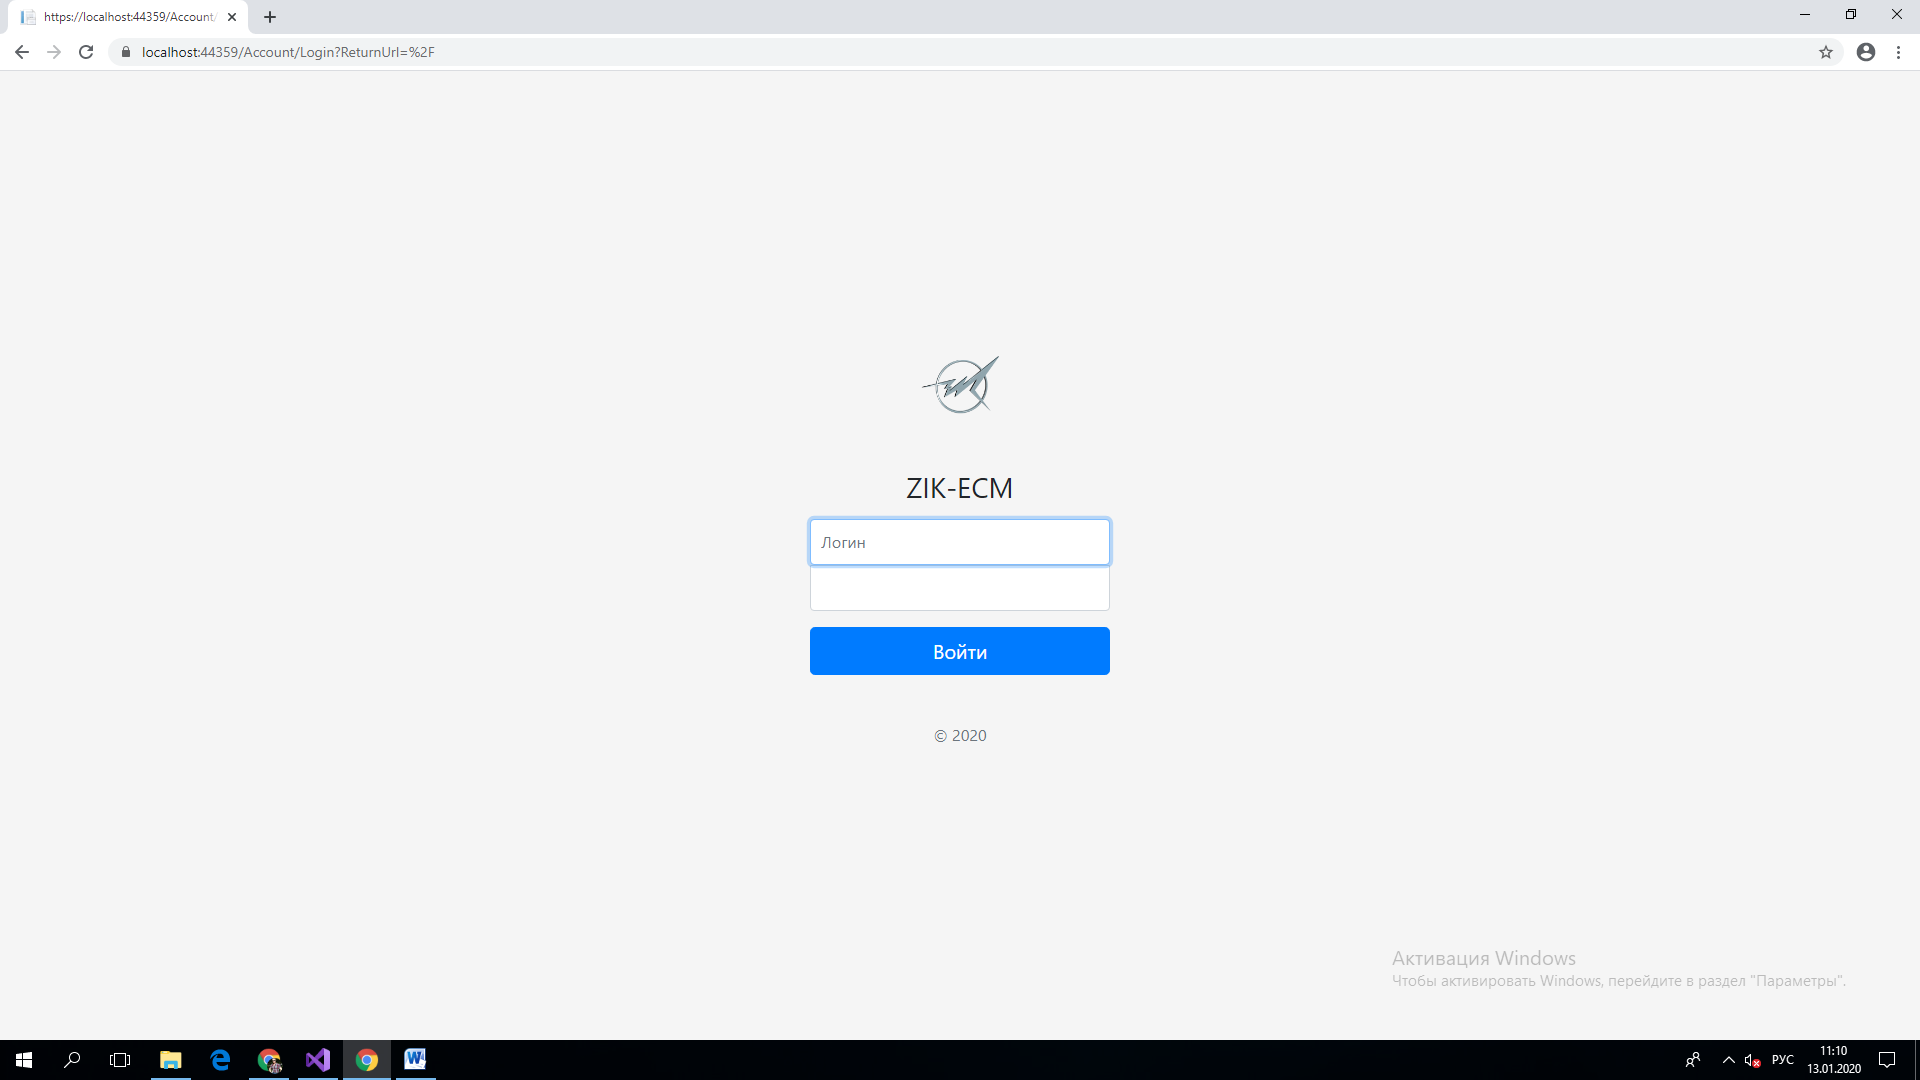 https://localhost:44359/Account/
localhost:44359/Account/Login?ReturnUrl=%2F
ZIK-ECM
Логин
Войти
© 2020
Активация Windows
Чтобы активировать Windows, перейдите в раздел "Параметры".
РУС
11:10
13.01.2020